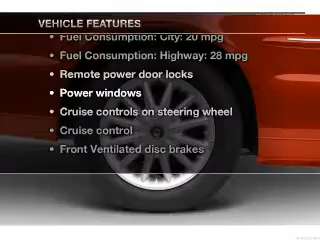 VEHICLE FEATURES
• Fuel Consumption: City: 20 mpg
• Fuel Consumption: Highway: 28 mpg
• Remote power door locks
• Power windows
• Cruise controls on steering wheel
• Cruise control
• Front Ventilated disc brakes